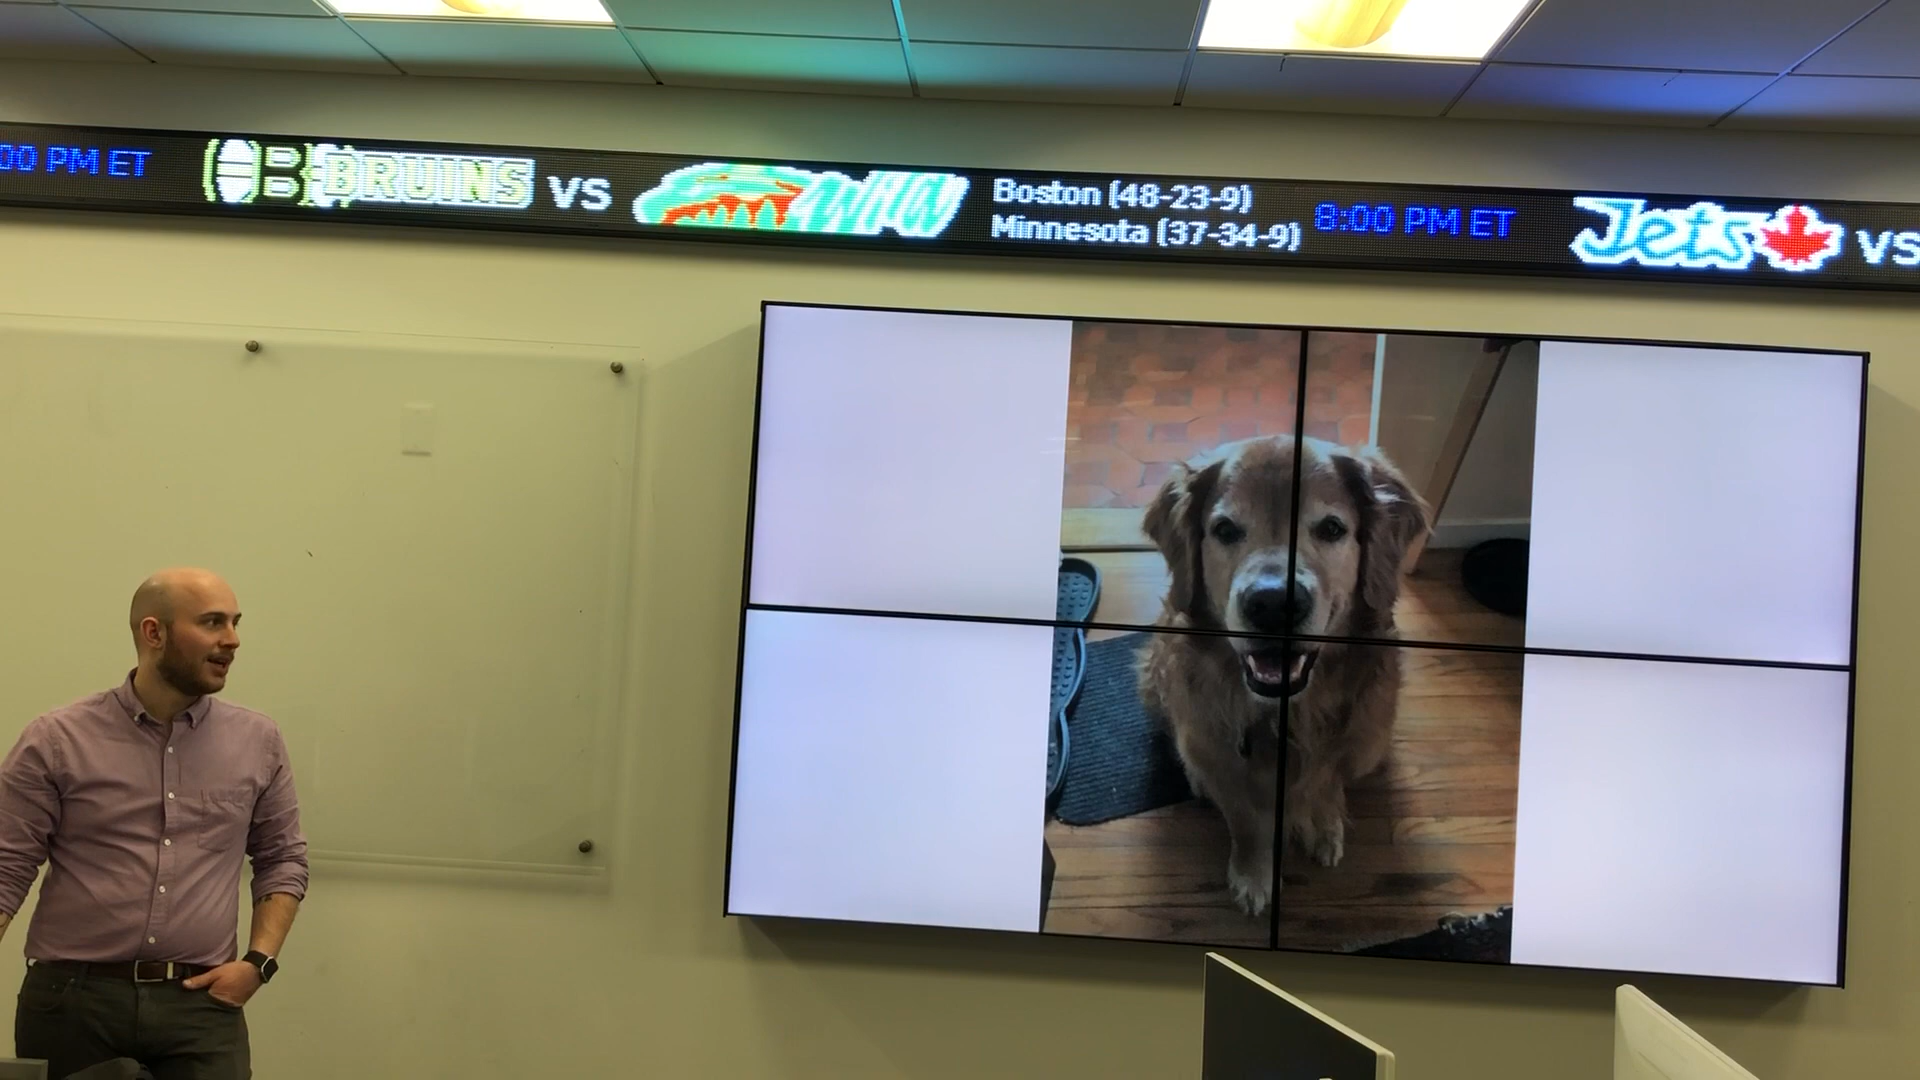 00 PM ET
B BRUINS
VS
Wild
Boston (48-23-9)
Minnesota (37-34-9)
8:00 PM ET
Jets
VS